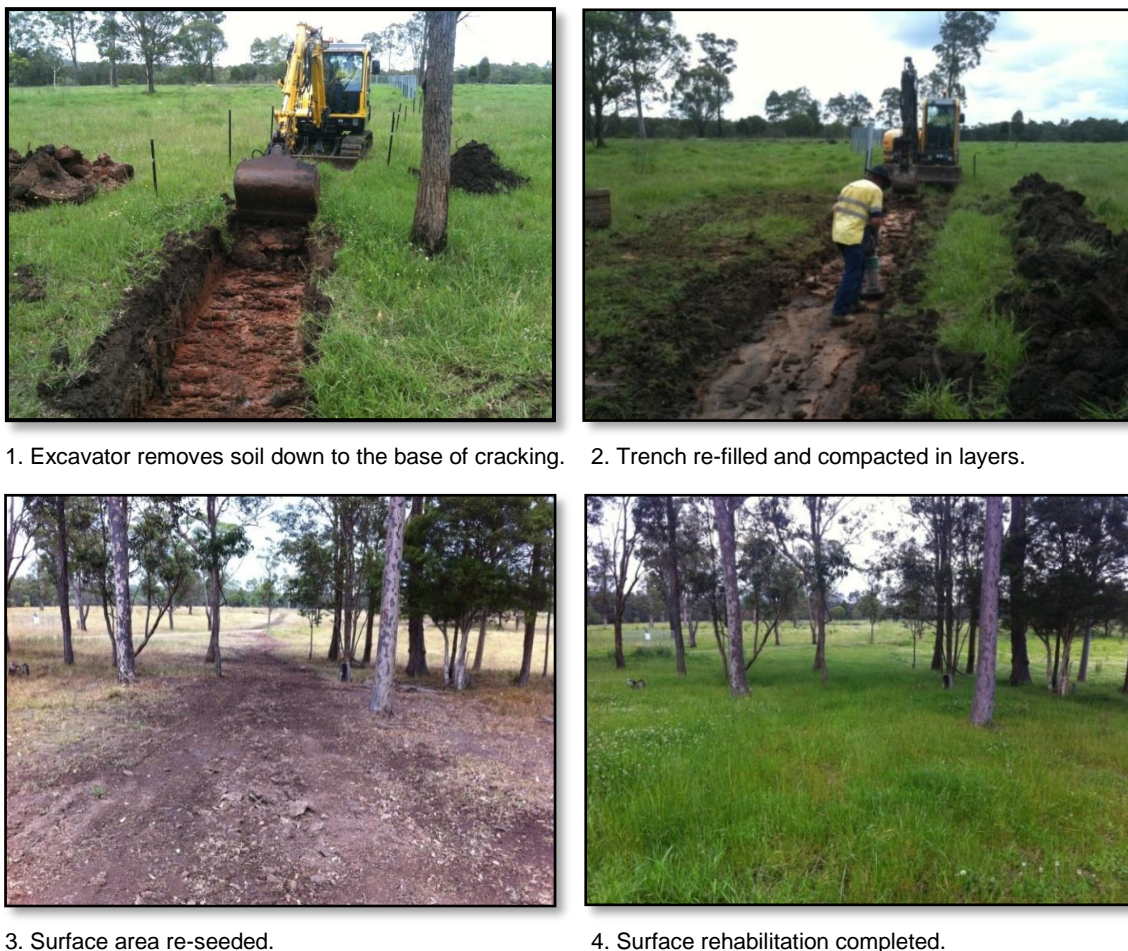 1. Excavator removes soil down to the base of cracking.
2. Trench re-filled and compacted in layers.
3. Surface area re-seeded.
4. Surface rehabilitation completed.